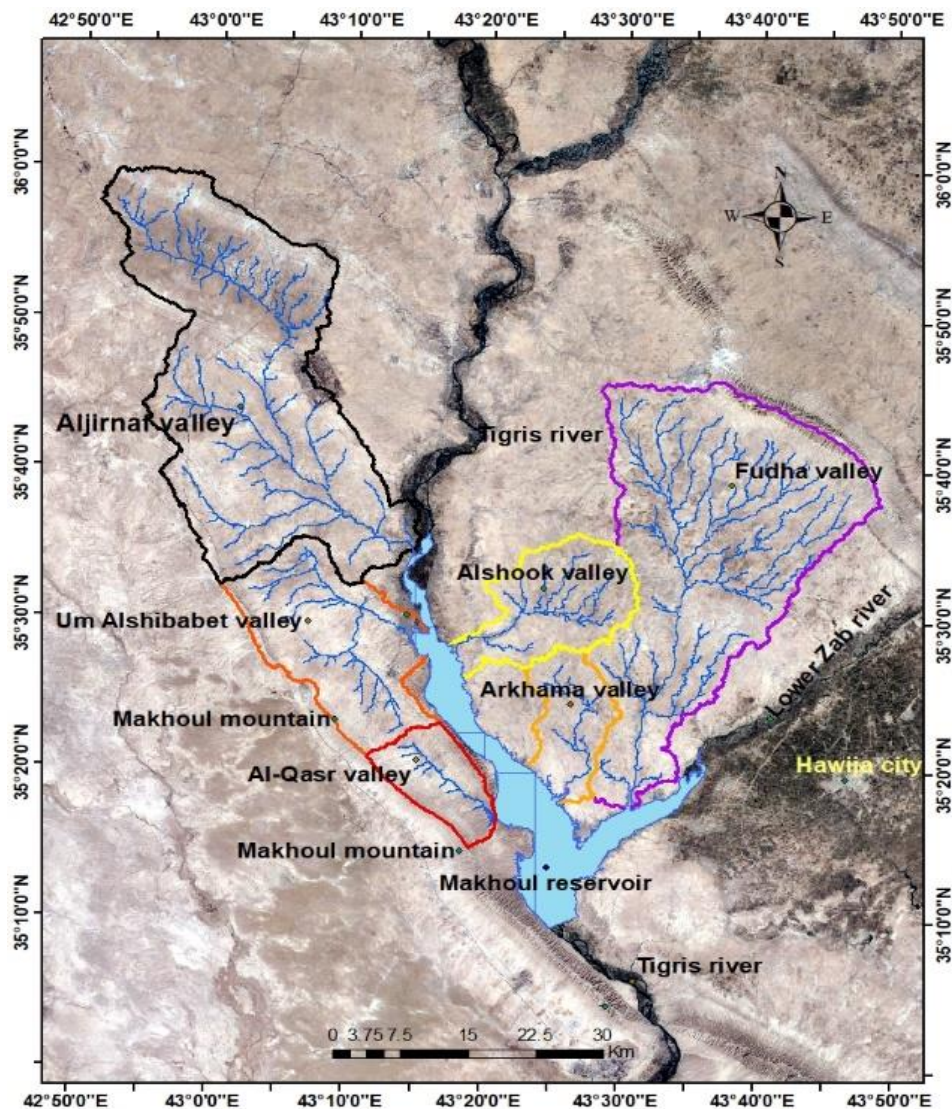 42°50'0"E 43°0'0"E 43°10'0"E 43°20'0"E 43°30'0"E 43°40'0"E 43°50'0"E
36°0'0"N
36°0'0"N
N
W E
S
35°50'0"N
35°50'0"N
Aljirnaf valley
Tigris river
35°40'0"N
Fudha valley
35°40'0"N
Alshook valley
35°30'0"N
Um Alshibabet valley
35°30'0"N
Lower Zab river
Arkhama valley
Makhoul mountain
35°20'0"N
Al-Qasr valley
Hawija city
35°20'0"N
Makhoul mountain
Makhoul reservoir
35°10'0"N
35°10'0"N
Tigris river
0 3.75 7.5 15 22.5 30
Km
42°50'0"E 43°0'0"E 43°10'0"E 43°20'0"E 43°30'0"E 43°40'0"E 43°50'0"E